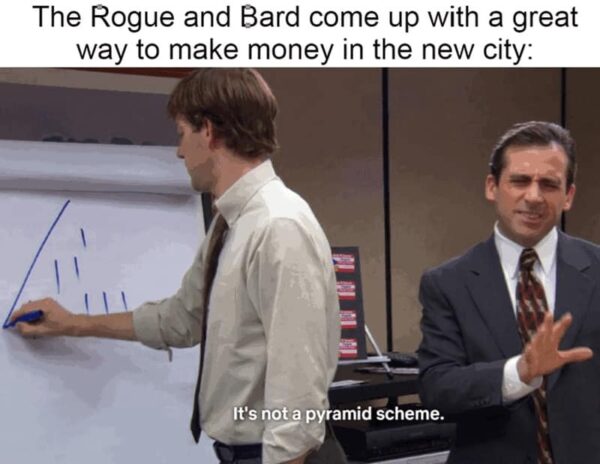 The Rogue and Bard come up with a great
way to make money in the new city:
It's not a pyramid scheme.